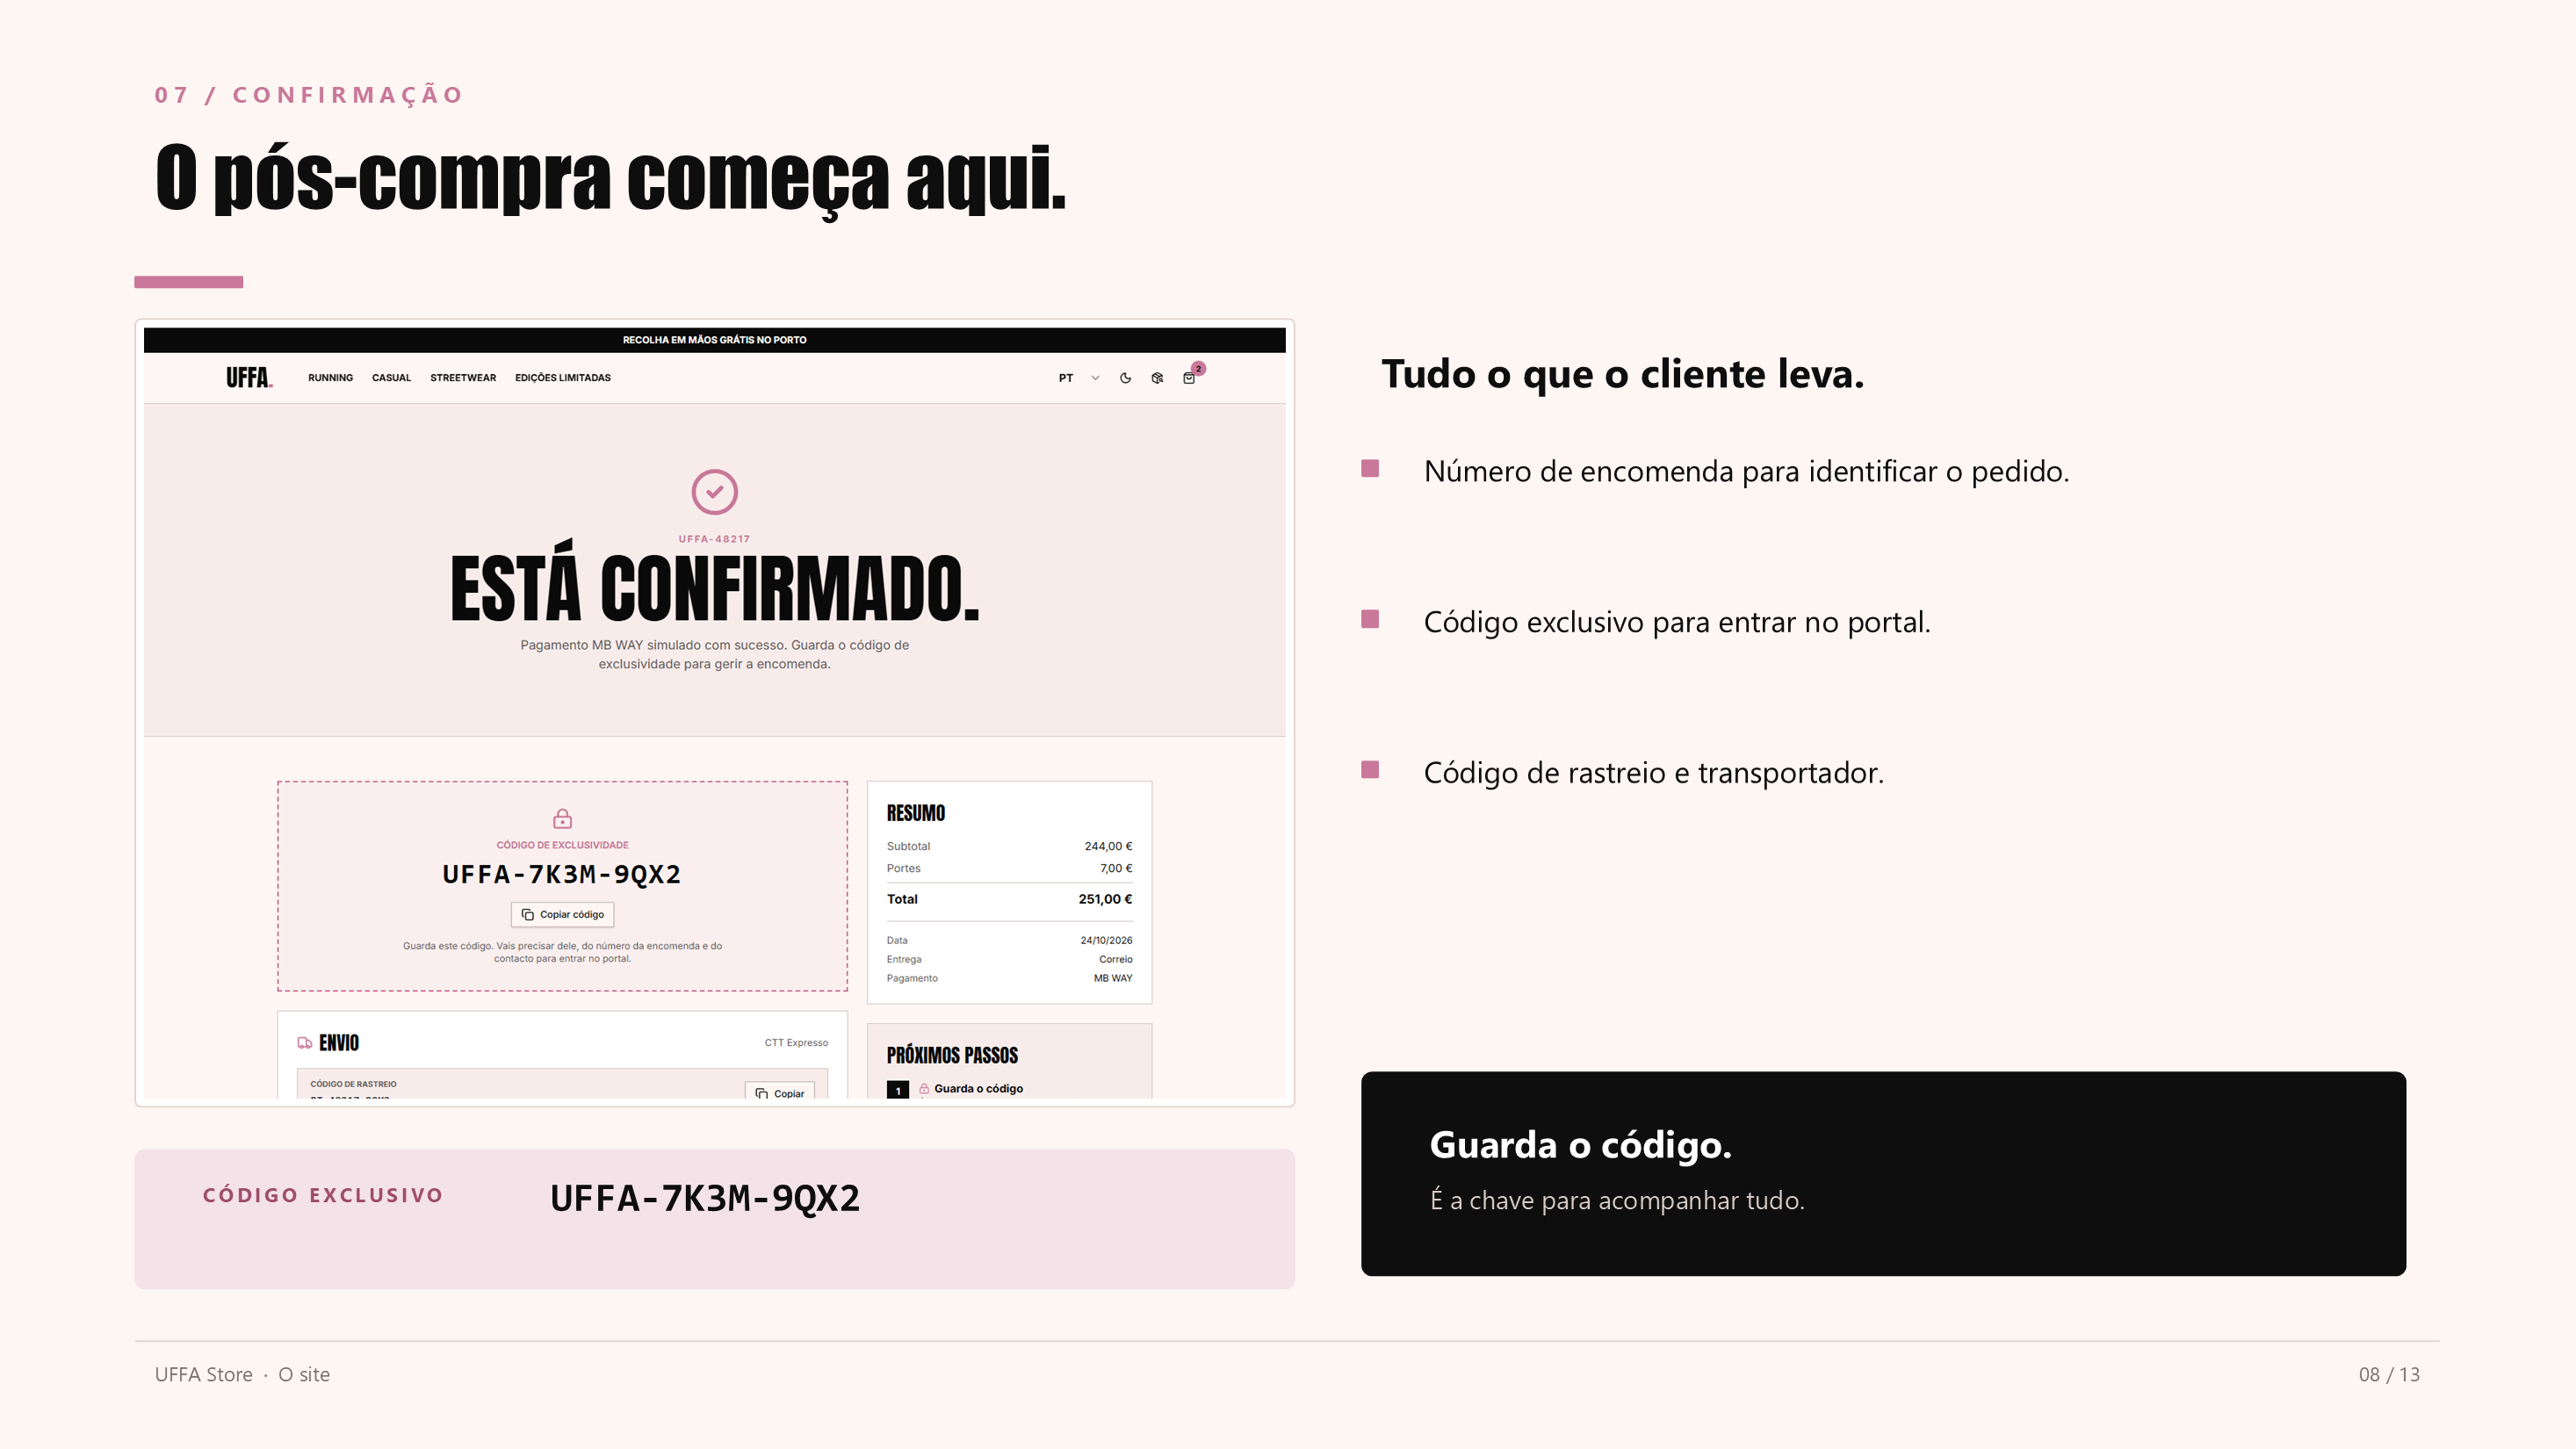 07 / CONFIRMAÇÃO
O pós-compra começa aqui.
RECOLHA EM MÃOS GRÁTIS NO PORTO
UFFA.
RUNNING
CASUAL
STREETWEAR
EDIÇÕES LIMITADAS
PT
2
UFFA-48217
ESTÁ CONFIRMADO.
Pagamento MB WAY simulado com sucesso. Guarda o código de
exclusividade para gerir a encomenda.
CÓDIGO DE EXCLUSIVIDADE
UFFA-7K3M-9QX2
Copiar código
Guarda este código. Vais precisar dele, do número da encomenda e do
contacto para entrar no portal.
RESUMO
Subtotal 244,00 €
Portes 7,00 €
Total 251,00 €
Data 24/10/2026
Entrega Correio
Pagamento MB WAY
ENVIO
CTT Expresso
CÓDIGO DE RASTREIO
Copiar
PRÓXIMOS PASSOS
1 Guarda o código
CÓDIGO EXCLUSIVO UFFA-7K3M-9QX2
Tudo o que o cliente leva.
Número de encomenda para identificar o pedido.
Código exclusivo para entrar no portal.
Código de rastreio e transportador.
Guarda o código.
É a chave para acompanhar tudo.
UFFA Store · O site
08 / 13